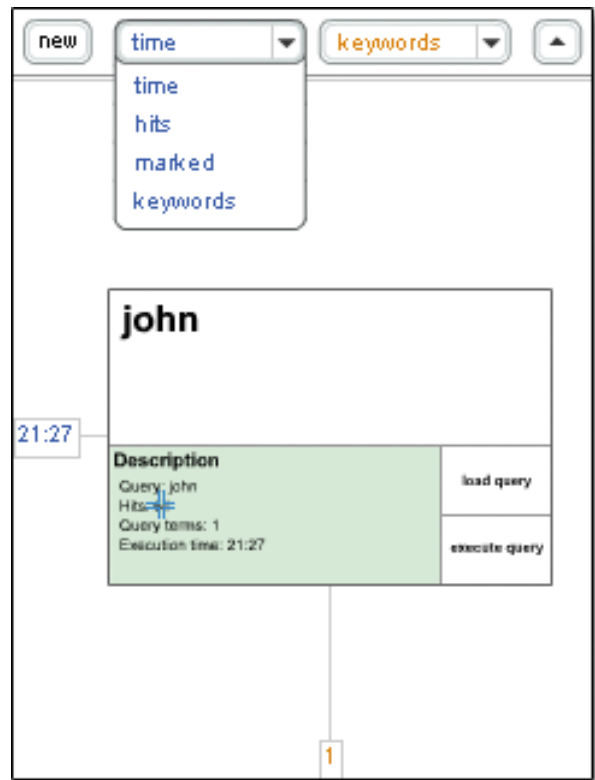 new
time
keywords
time
hits
marked
keywords
john
21:27
Description
Query: john
Hits:
Query terms: 1
Execution time: 21:27
load query
execute query
1